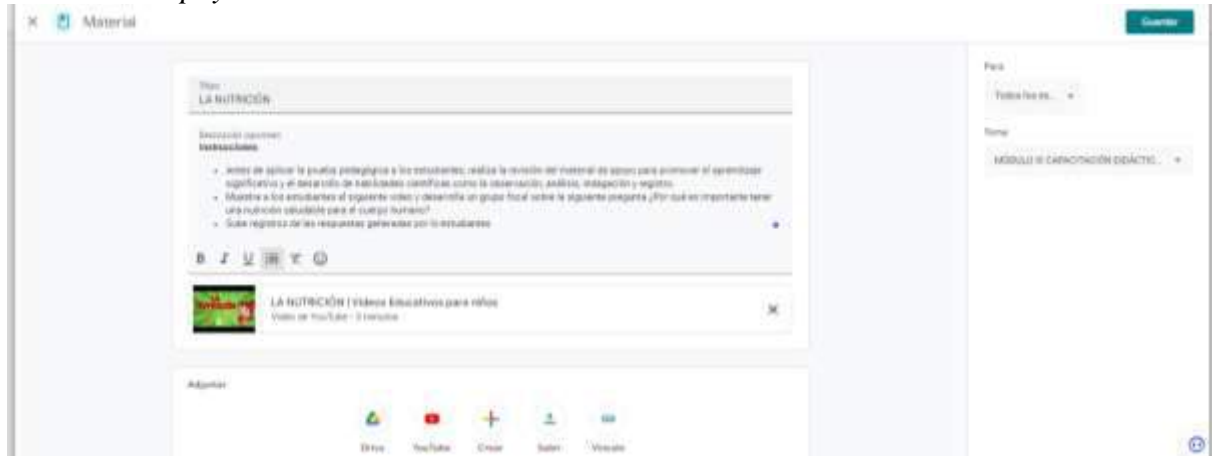 Material
Guardar
Título
LA NUTRICIÓN
Descripción (opcional)
Instrucciones
Antes de aplicar la prueba pedagógica a los estudiantes, realiza la revisión del material de apoyo para promover el aprendizaje
significativo y el desarrollo de habilidades científicas como la observación, análisis, indagación y registro.
Muestra a los estudiantes el siguiente video y desarrolla un grupo focal sobre la siguiente pregunta ¿Por qué es importante tener
una nutrición saludable para el cuerpo humano?
Sube registros de las respuestas generadas por lo estudiantes
B I U
LA NUTRICIÓN | Videos Educativos para niños
Video de YouTube - 3 minutos
Adjuntar
Drive YouTube Crear Subir Vínculo
Para
Todos los es...
Tema
MÓDULO III CAPACITACIÓN DIDÁCTIC...